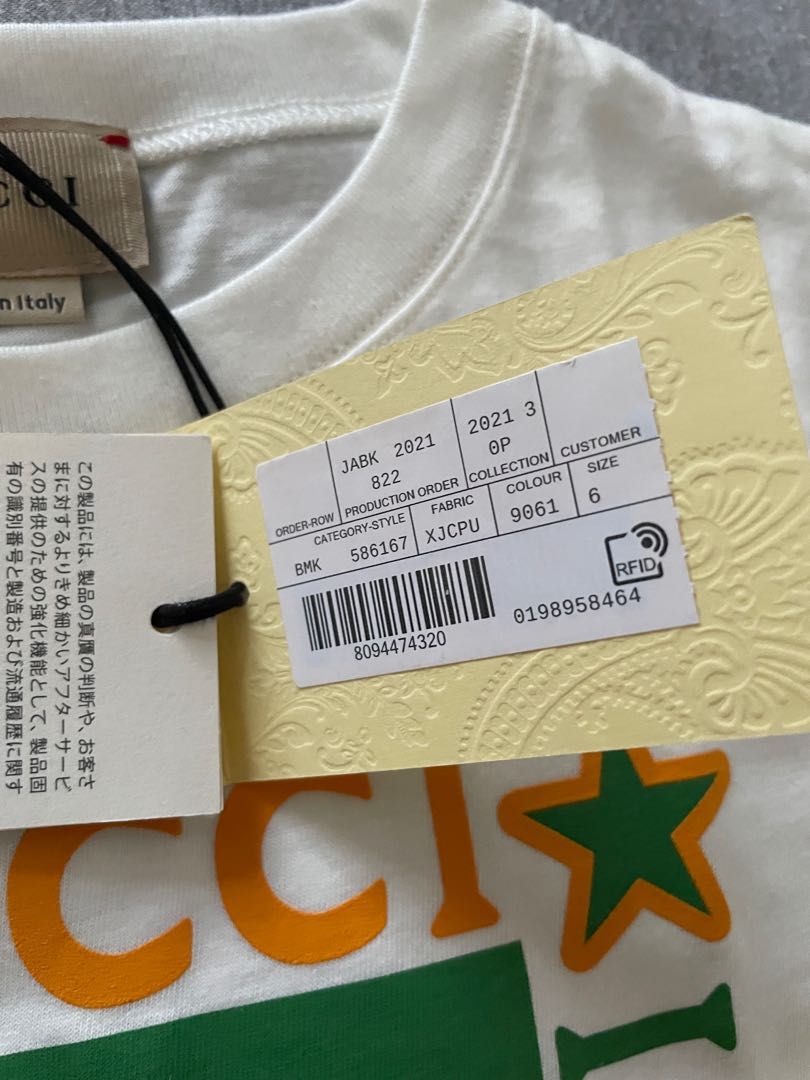 CCI
n Italy
この製品には、製品の真贋の判断や、お客さ
まに対するよりきめ細かいアフターサービ
スの提供のための強化機能として、製品固
有の識別番号と製造および流通履歴に関す
JABK 2021 2021 3
822 0P
ORDER-ROW PRODUCTION ORDER COLLECTION CUSTOMER
CATEGORY-STYLE FABRIC COLOUR SIZE
BMK 586167 XJCPU 9061 6
RFID
8094474320 0198958464
CCI
I